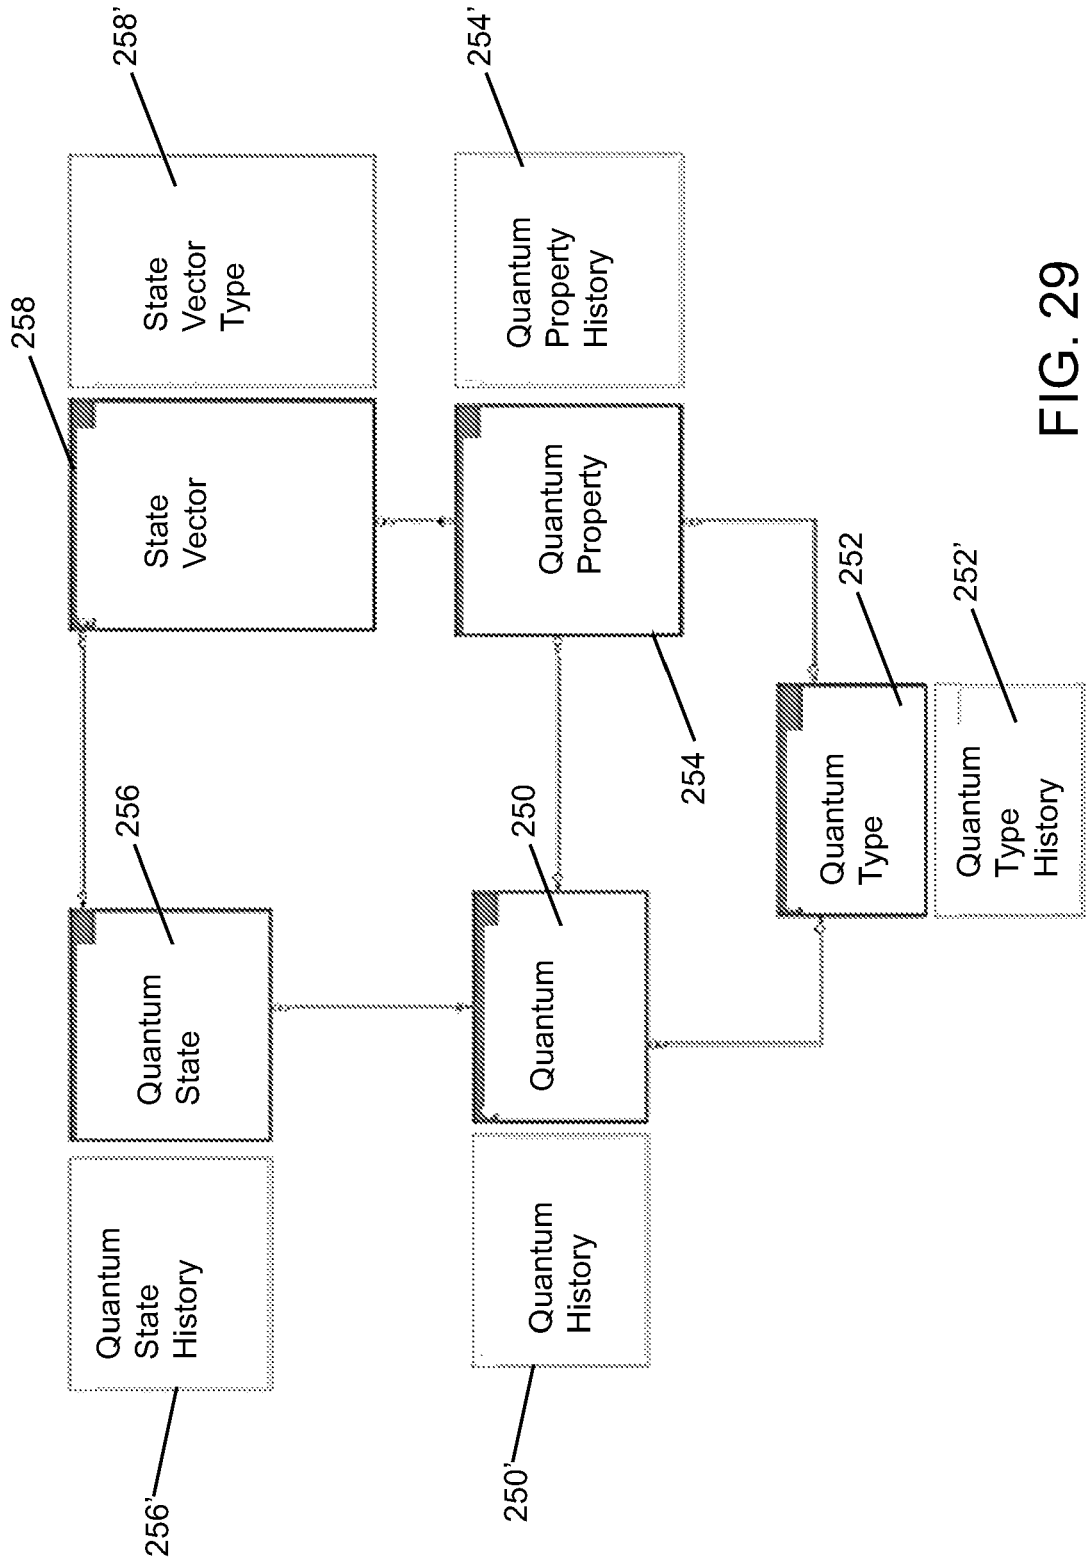 256'
Quantum
State
History
256
Quantum
State
258
State
Vector
State
Vector
Type
258'
250'
Quantum
History
250
Quantum
254
Quantum
Property
Quantum
Property
History
254'
Quantum
Type
252
Quantum
Type
History
252'
FIG. 29